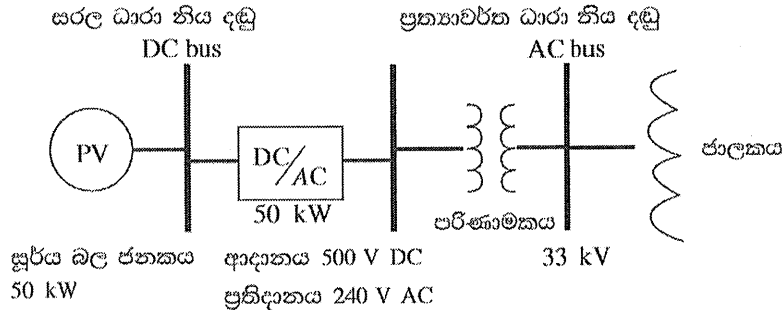 සරල ධාරා නිය දඬු
DC bus
ප්‍රත්‍යාවර්ත ධාරා නිය දඬු
AC bus
PV
DC/AC
50 kW
පරිණාමකය
ජාලකය
සූර්ය බල ජනකය
50 kW
ආදානය 500 V DC
ප්‍රතිදානය 240 V AC
33 kV